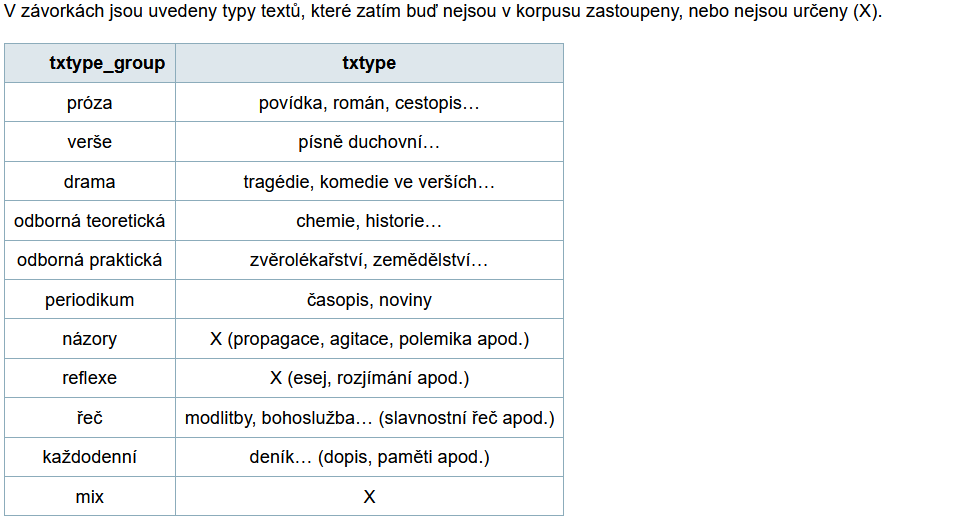 V závorkách jsou uvedeny typy textů, které zatím buď nejsou v korpusu zastoupeny, nebo nejsou určeny (X).
txtype_group txtype
próza povídka, román, cestopis…
verše písně duchovní…
drama tragédie, komedie ve verších…
odborná teoretická chemie, historie…
odborná praktická zvěrolékařství, zemědělství…
periodikum časopis, noviny
názory X (propagace, agitace, polemika apod.)
reflexe X (esej, rozjímání apod.)
řeč modlitby, bohoslužba… (slavnostní řeč apod.)
každodenní deník… (dopis, paměti apod.)
mix X